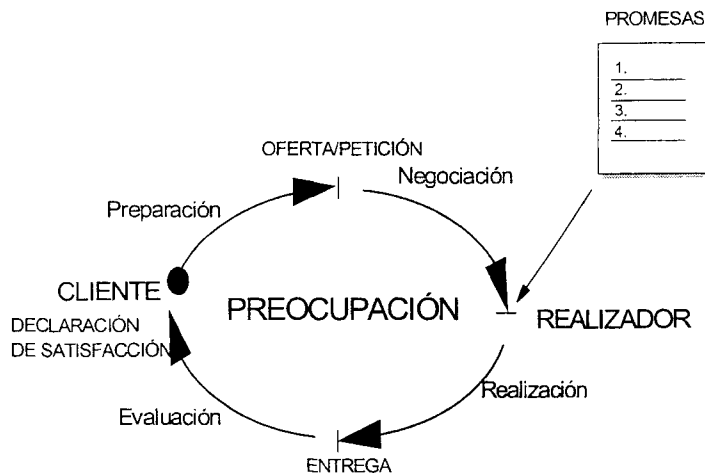 PROMESAS
1.
2.
3.
4.
OFERTA/PETICIÓN
Negociación
Preparación
CLIENTE
PREOCUPACIÓN
REALIZADOR
DECLARACIÓN
DE SATISFACCIÓN
Realización
Evaluación
ENTREGA